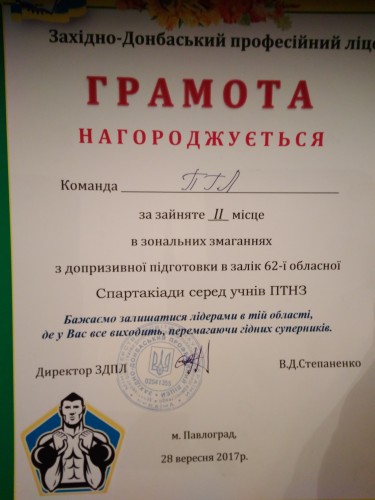 Західно-Донбаський професійний ліц
ГРАМОТА
НАГОРОДЖУЄТЬСЯ
Команда ПТЛ
за зайняте ІІ місце
в зональних змаганнях
з допризивної підготовки в залік 62-ї обласної
Спартакіади серед учнів ПТНЗ
Бажаємо залишатися лідерами в тій області,
де у Вас все виходить, перемагаючи гідних суперників.
Директор ЗДПЛ В.Д.Степаненко
м. Павлоград,
28 вересня 2017р.